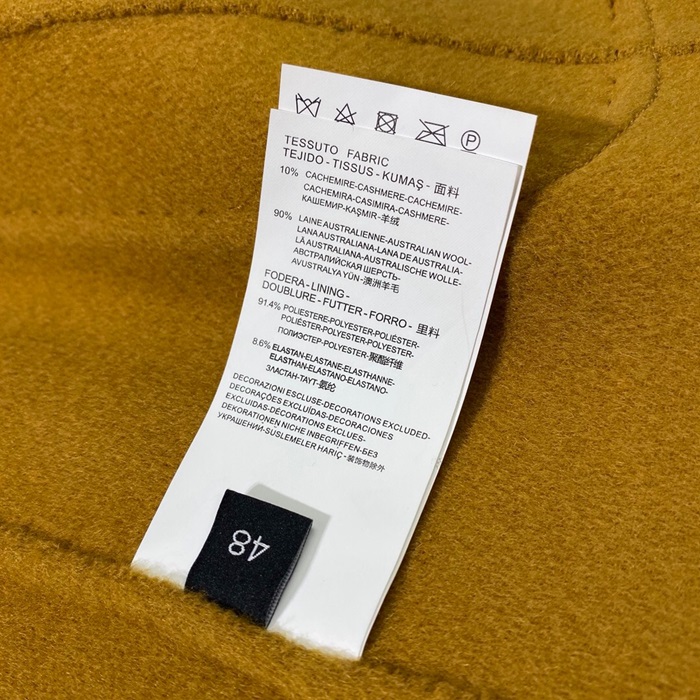 P
TESSUTO FABRIC
TEJIDO - TISSUS - KUMAŞ - 面料
10% CACHEMIRE-CASHMERE-CACHEMIRE-
CACHEMIRA-CASIMIRA-CASHMERE-
КАШЕМИР-KAŞMIR-羊绒
90% LAINE AUSTRALIENNE-AUSTRALIAN WOOL-
LANA AUSTRALIANA-LANA DE AUSTRALIA-
LÃ AUSTRALIANA-AUSTRALISCHE WOLLE-
АВСТРАЛИЙСКАЯ ШЕРСТЬ-
AVUSTRALYA YÜN-澳洲羊毛
FODERA - LINING -
DOUBLURE - FUTTER - FORRO - 里料
91.4% POLIESTERE-POLYESTER-POLIÉSTER-
POLIÉSTER-POLYESTER-POLYESTER-
ПОЛИЭСТЕР-POLYESTER-聚酯纤维
8.6% ELASTAN-ELASTANE-ELASTHANNE-
ELASTHAN-ELASTANO-ELASTANO-
ЭЛАСТАН-TAYT-氨纶
DECORAZIONI ESCLUSE-DECORATIONS EXCLUDED-
DECORAÇÕES EXCLUÍDAS-DECORACIONES
EXCLUIDAS-DÉCORATIONS EXCLUES-
DEKORATIONEN NICHE INBEGRIFFEN-БЕЗ
УКРАШЕНИЙ-SÜSLEMELER HARIÇ-装饰物除外
48